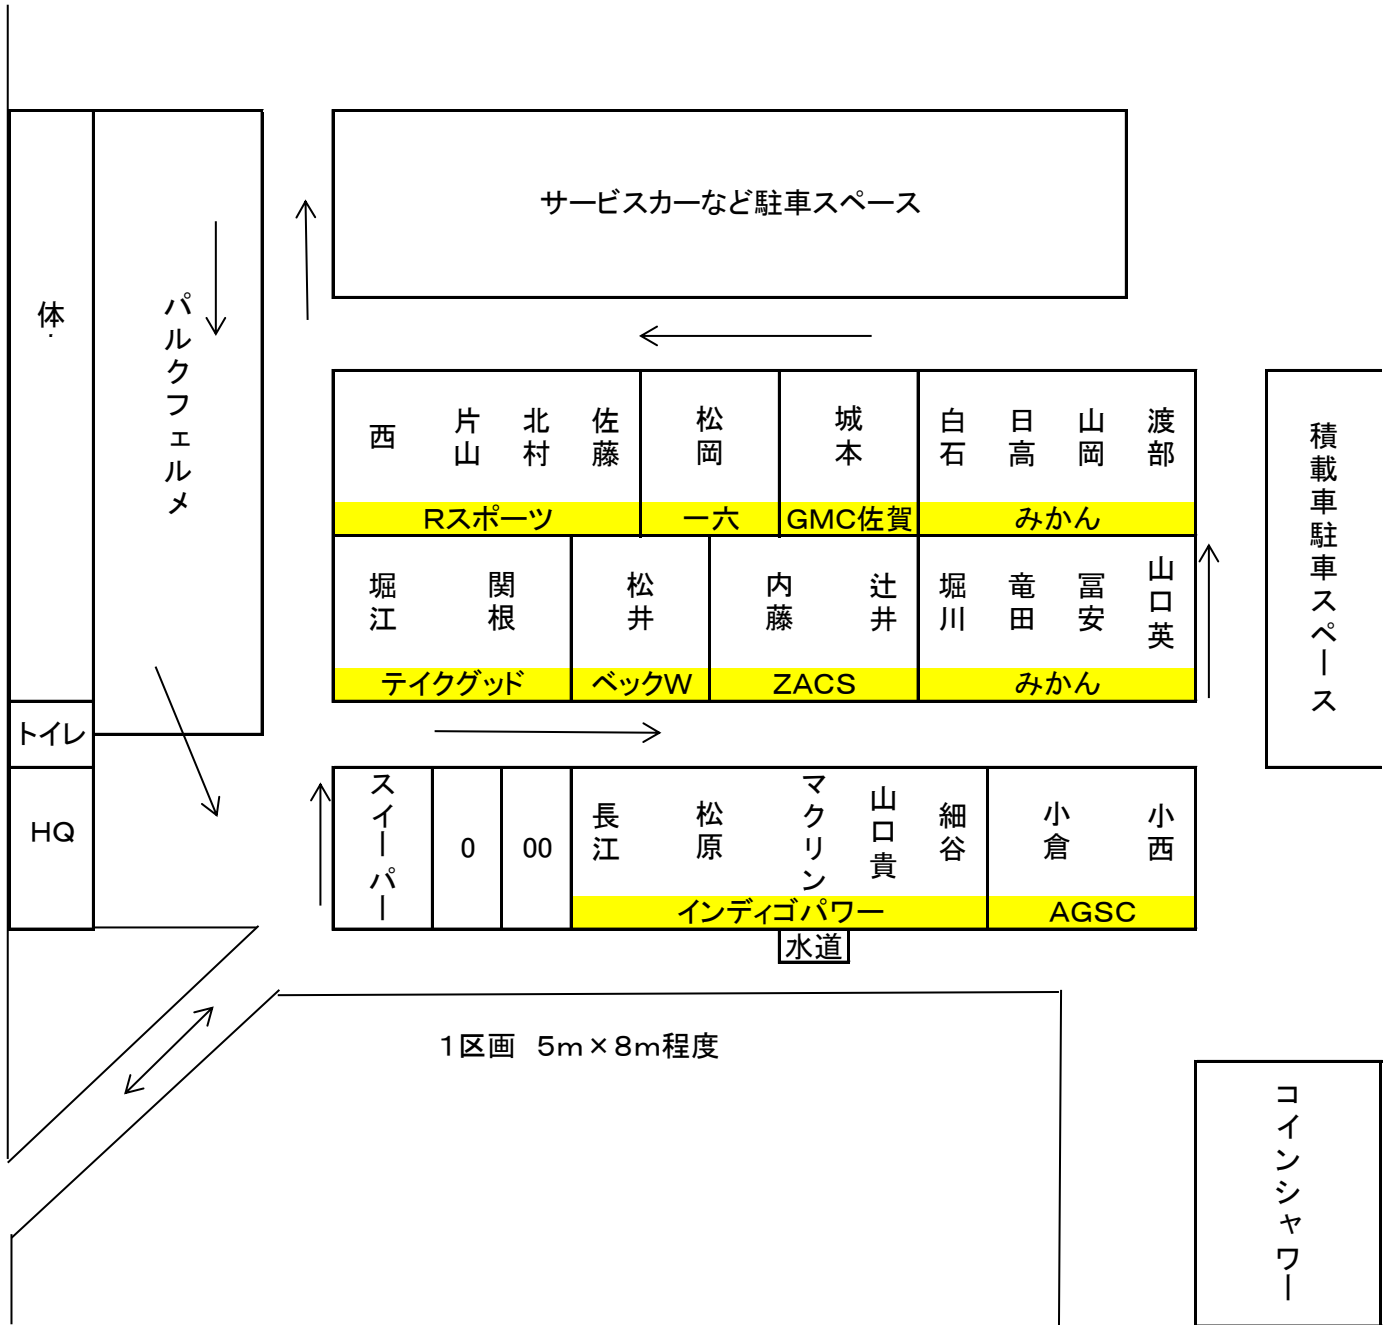 サービスカーなど駐車スペース
体
パルクフェルメ
西
片山
北村
佐藤
松岡
城本
白石
日高
山岡
渡部
Rスポーツ
一六
GMC佐賀
みかん
積載車駐車スペース
堀江
関根
松井
内藤
辻井
堀川
竜田
冨安
山口英
テイクグッド
ベックW
ZACS
みかん
トイレ
HQ
スイーパー
0
00
長江
松原
マクリン
山口貴
細谷
小倉
小西
インディゴパワー
AGSC
水道
1区画 5m×8m程度
コインシャワー